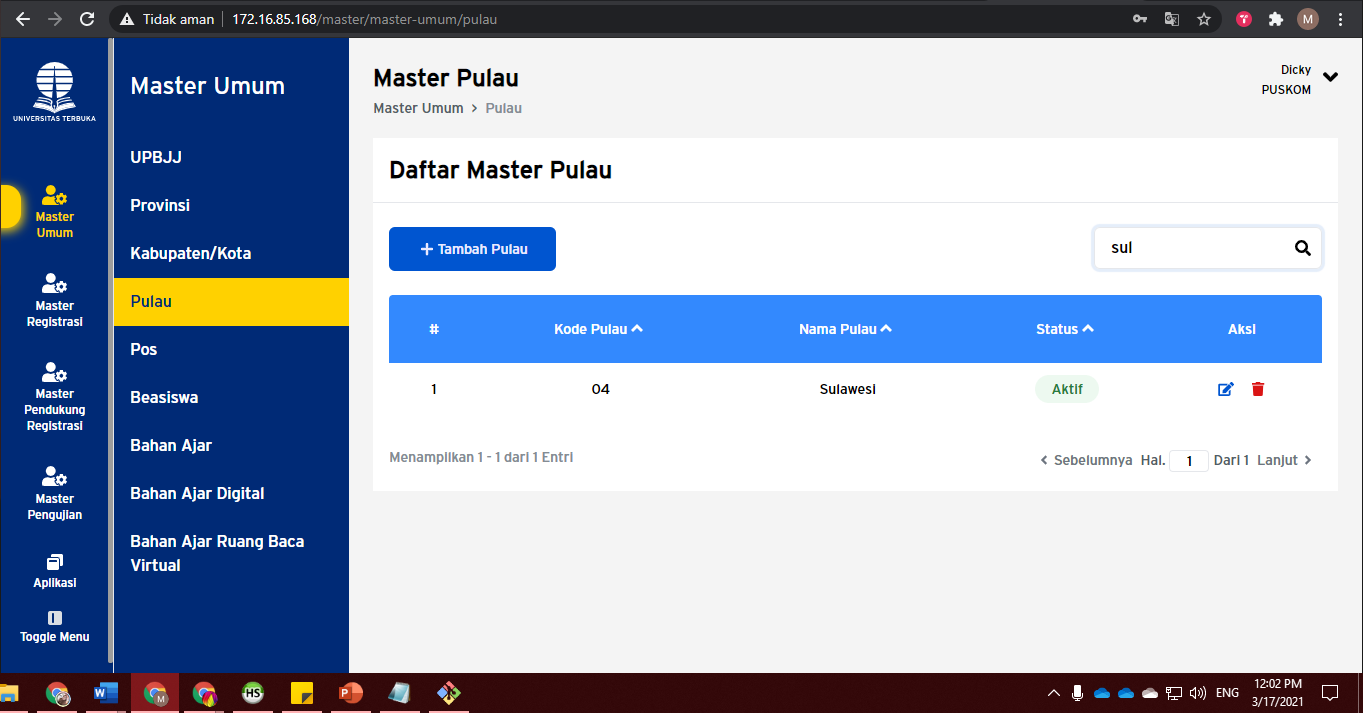 Tidak aman
172.16.85.168/master/master-umum/pulau
M
UNIVERSITAS TERBUKA
Master
Umum
Master
Registrasi
Master
Pendukung
Registrasi
Master
Pengujian
Aplikasi
Toggle Menu
Master Umum
UPBJJ
Provinsi
Kabupaten/Kota
Pulau
Pos
Beasiswa
Bahan Ajar
Bahan Ajar Digital
Bahan Ajar Ruang Baca
Virtual
Master Pulau
Master Umum > Pulau
Dicky
PUSKOM
Daftar Master Pulau
+ Tambah Pulau
sul
# Kode Pulau Nama Pulau Status Aksi
1 04 Sulawesi Aktif
Menampilkan 1 - 1 dari 1 Entri
< Sebelumnya Hal. 1 Dari 1 Lanjut >
W M HS P
ENG
12:02 PM
3/17/2021